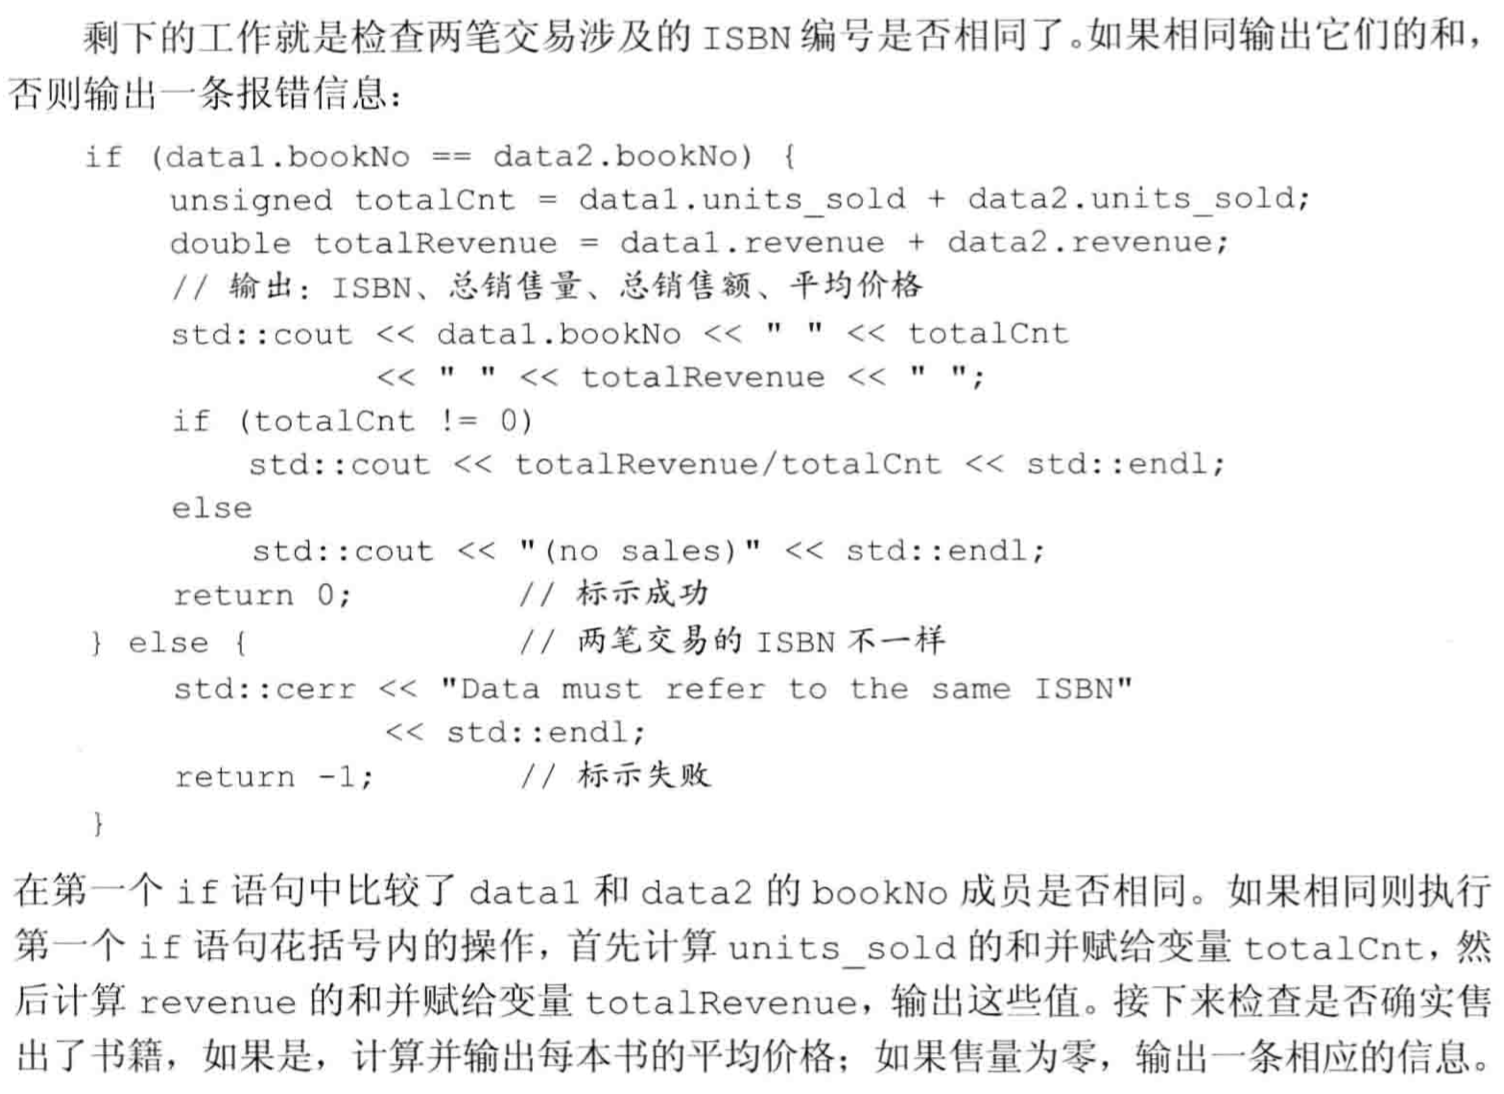 剩下的工作就是检查两笔交易涉及的 ISBN 编号是否相同了。如果相同输出它们的和，
否则输出一条报错信息：
if (data1.bookNo == data2.bookNo) {
    unsigned totalCnt = data1.units_sold + data2.units_sold;
    double totalRevenue = data1.revenue + data2.revenue;
    // 输出：ISBN、总销售量、总销售额、平均价格
    std::cout << data1.bookNo << " " << totalCnt
              << " " << totalRevenue << " ";
    if (totalCnt != 0)
        std::cout << totalRevenue/totalCnt << std::endl;
    else
        std::cout << "(no sales)" << std::endl;
    return 0;        // 标示成功
} else {             // 两笔交易的 ISBN 不一样
    std::cerr << "Data must refer to the same ISBN"
              << std::endl;
    return -1;       // 标示失败
}
在第一个 if 语句中比较了 data1 和 data2 的 bookNo 成员是否相同。如果相同则执行
第一个 if 语句花括号内的操作，首先计算 units_sold 的和并赋给变量 totalCnt，然
后计算 revenue 的和并赋给变量 totalRevenue，输出这些值。接下来检查是否确实售
出了书籍，如果是，计算并输出每本书的平均价格；如果售量为零，输出一条相应的信息。